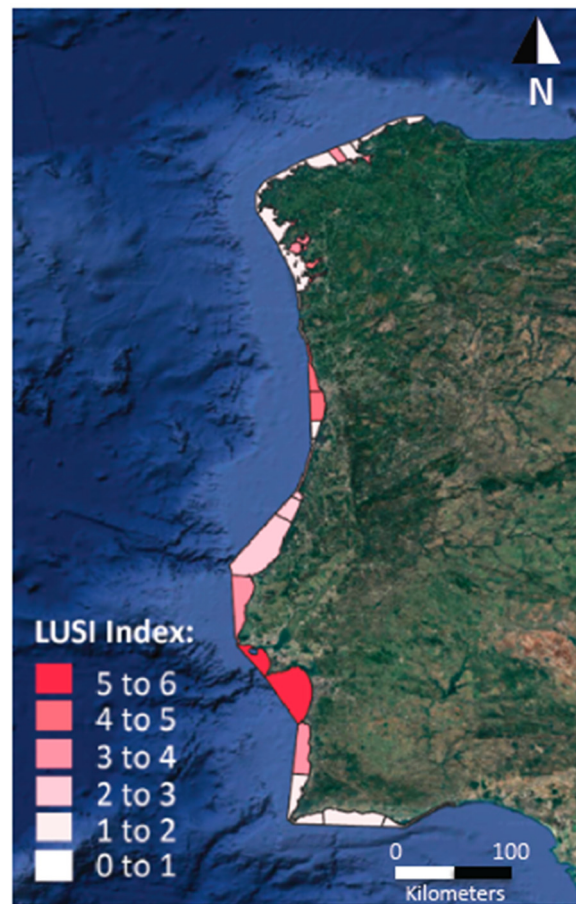 N
LUSI Index:
5 to 6
4 to 5
3 to 4
2 to 3
1 to 2
0 to 1
0 100
Kilometers